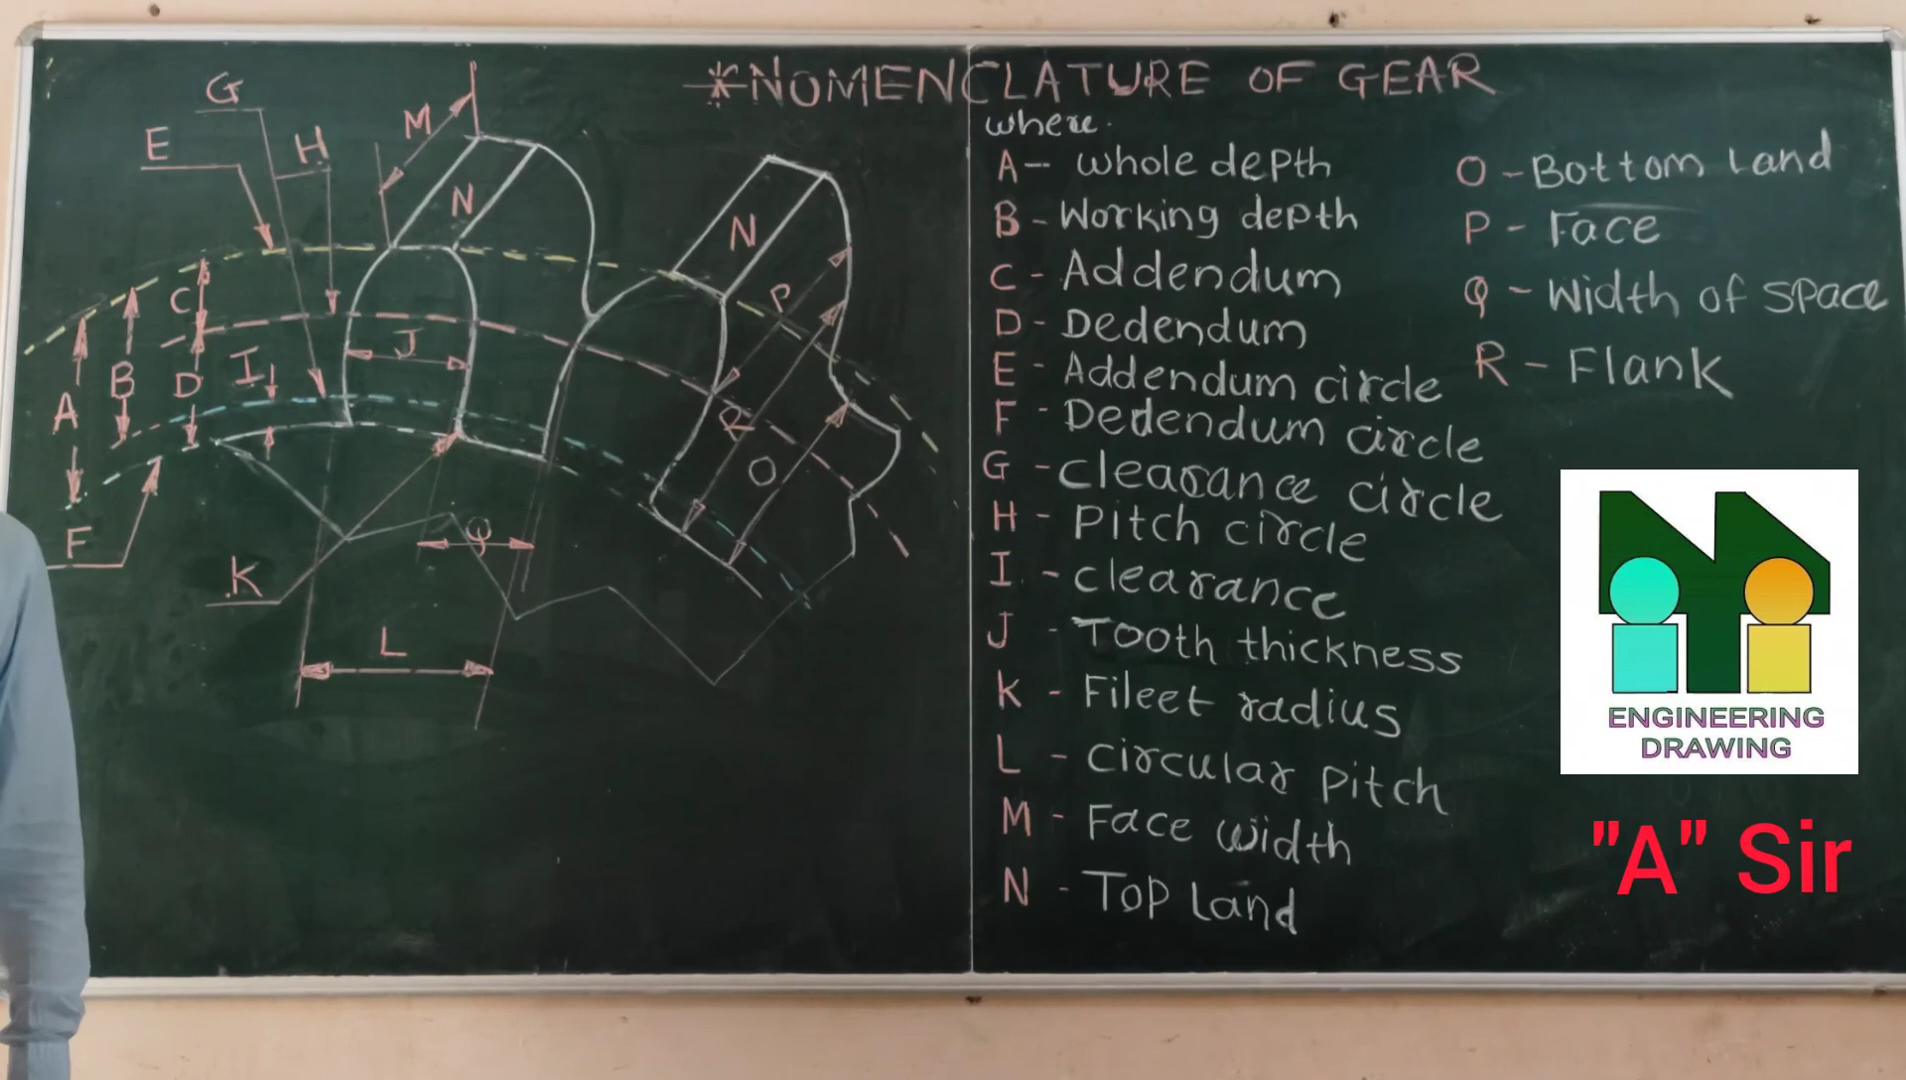 *NOMENCLATURE OF GEAR
where.
A-- whole depth
B - Working depth
C - Addendum
D - Dedendum
E - Addendum circle
F - Dedendum circle
G - clearance circle
H - Pitch circle
I - clearance
J - Tooth thickness
K - Fileet radius
L - circular pitch
M - Face width
N - Top Land
O - Bottom Land
P - Face
Q - Width of space
R - Flank
G
E
H
M
N
N
C
I
J
B
D
A
P
R
O
F
K
Q
L
ENGINEERING
DRAWING
"A" Sir